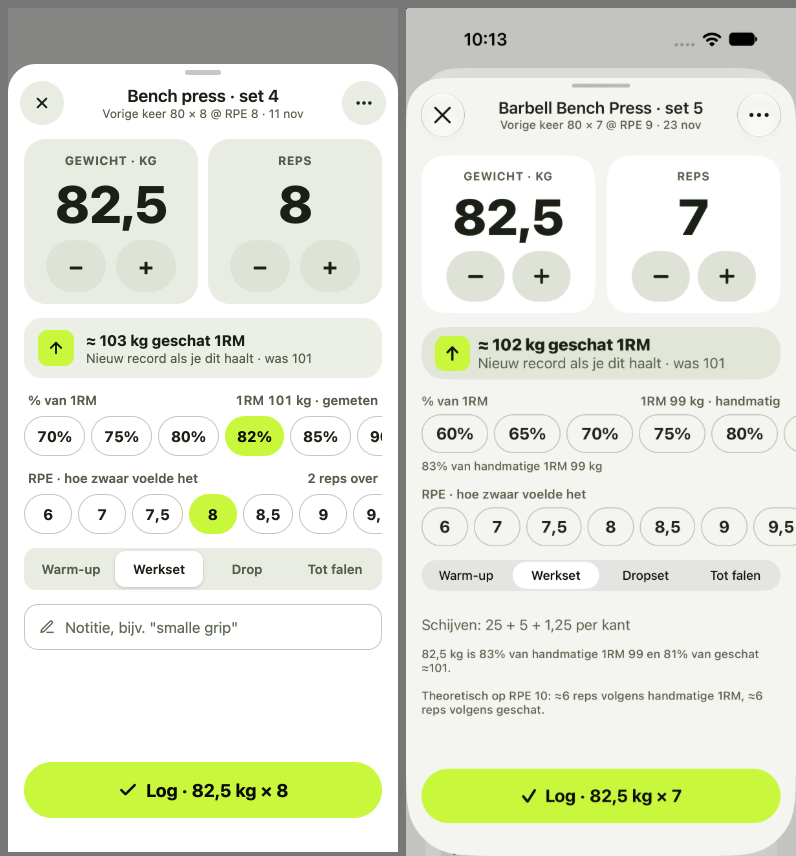 Bench press · set 4
Vorige keer 80 × 8 @ RPE 8 · 11 nov
GEWICHT · KG
82,5
− +
REPS
8
− +
≈ 103 kg geschat 1RM
Nieuw record als je dit haalt · was 101
% van 1RM 1RM 101 kg · gemeten
70% 75% 80% 82% 85%
RPE · hoe zwaar voelde het 2 reps over
6 7 7,5 8 8,5 9 9,
Warm-up Werkset Drop Tot falen
Notitie, bijv. "smalle grip"
Log · 82,5 kg × 8
10:13
Barbell Bench Press · set 5
Vorige keer 80 × 7 @ RPE 9 · 23 nov
GEWICHT · KG
82,5
− +
REPS
7
− +
≈ 102 kg geschat 1RM
Nieuw record als je dit haalt · was 101
% van 1RM 1RM 99 kg · handmatig
60% 65% 70% 75% 80%
83% van handmatige 1RM 99 kg
RPE · hoe zwaar voelde het
6 7 7,5 8 8,5 9 9,5
Warm-up Werkset Dropset Tot falen
Schijven: 25 + 5 + 1,25 per kant
82,5 kg is 83% van handmatige 1RM 99 en 81% van geschat
≈101.
Theoretisch op RPE 10: ≈6 reps volgens handmatige 1RM, ≈6
reps volgens geschat.
Log · 82,5 kg × 7